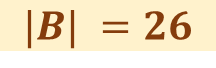 |B| = 26